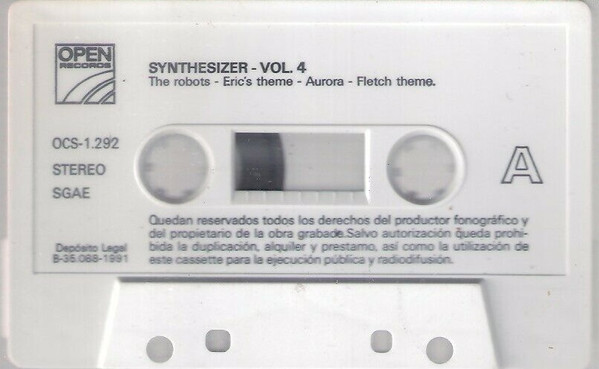 OPEN
RECORDS
SYNTHESIZER - VOL. 4
The robots - Eric's theme - Aurora - Fletch theme.
OCS-1.292
STEREO
SGAE
A
Quedan reservados todos los derechos del productor fonográfico y
del propietario de la obra grabada.Salvo autorización queda prohi-
bida la duplicación, alquiler y prestamo, así como la utilización de
este cassette para la ejecución pública y radiodifusión.
Depósito Legal
B-35.088-1991